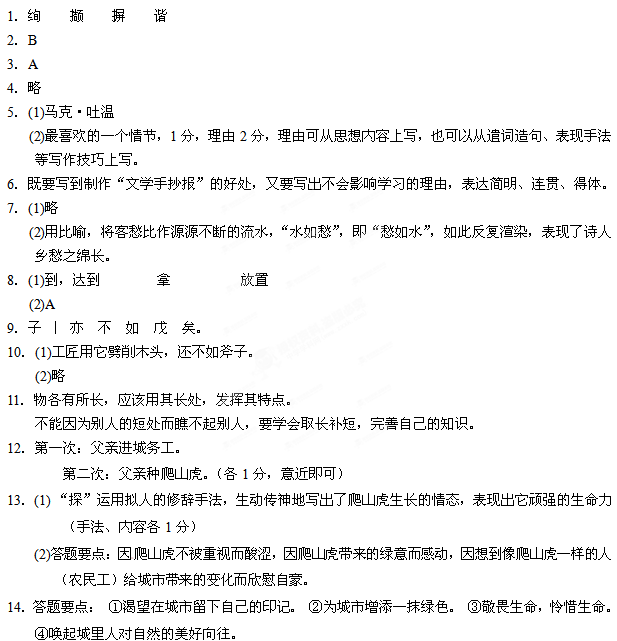 1. 绚 撷 摒 谐
2. B
3. A
4. 略
5. (1)马克·吐温
(2)最喜欢的一个情节，1 分，理由 2 分，理由可从思想内容上写，也可以从遣词造句、表现手法
等写作技巧上写。
6. 既要写到制作“文学手抄报”的好处，又要写出不会影响学习的理由，表达简明、连贯、得体。
7. (1)略
(2)用比喻，将客愁比作源源不断的流水，“水如愁”，即“愁如水”，如此反复渲染，表现了诗人
乡愁之绵长。
8. (1)到，达到 拿 放置
(2)A
9. 子 | 亦 不 如 戊 矣。
10. (1)工匠用它劈削木头，还不如斧子。
(2)略
11. 物各有所长，应该用其长处，发挥其特点。
不能因为别人的短处而瞧不起别人，要学会取长补短，完善自己的知识。
12. 第一次：父亲进城务工。
第二次：父亲种爬山虎。（各 1 分，意近即可）
13. (1) “探”运用拟人的修辞手法，生动传神地写出了爬山虎生长的情态，表现出它顽强的生命力
（手法、内容各 1 分）
(2)答题要点：因爬山虎不被重视而酸涩，因爬山虎带来的绿意而感动，因想到像爬山虎一样的人
（农民工）给城市带来的变化而欣慰自豪。
14. 答题要点： ①渴望在城市留下自己的印记。 ②为城市增添一抹绿色。 ③敬畏生命，怜惜生命。
④唤起城里人对自然的美好向往。